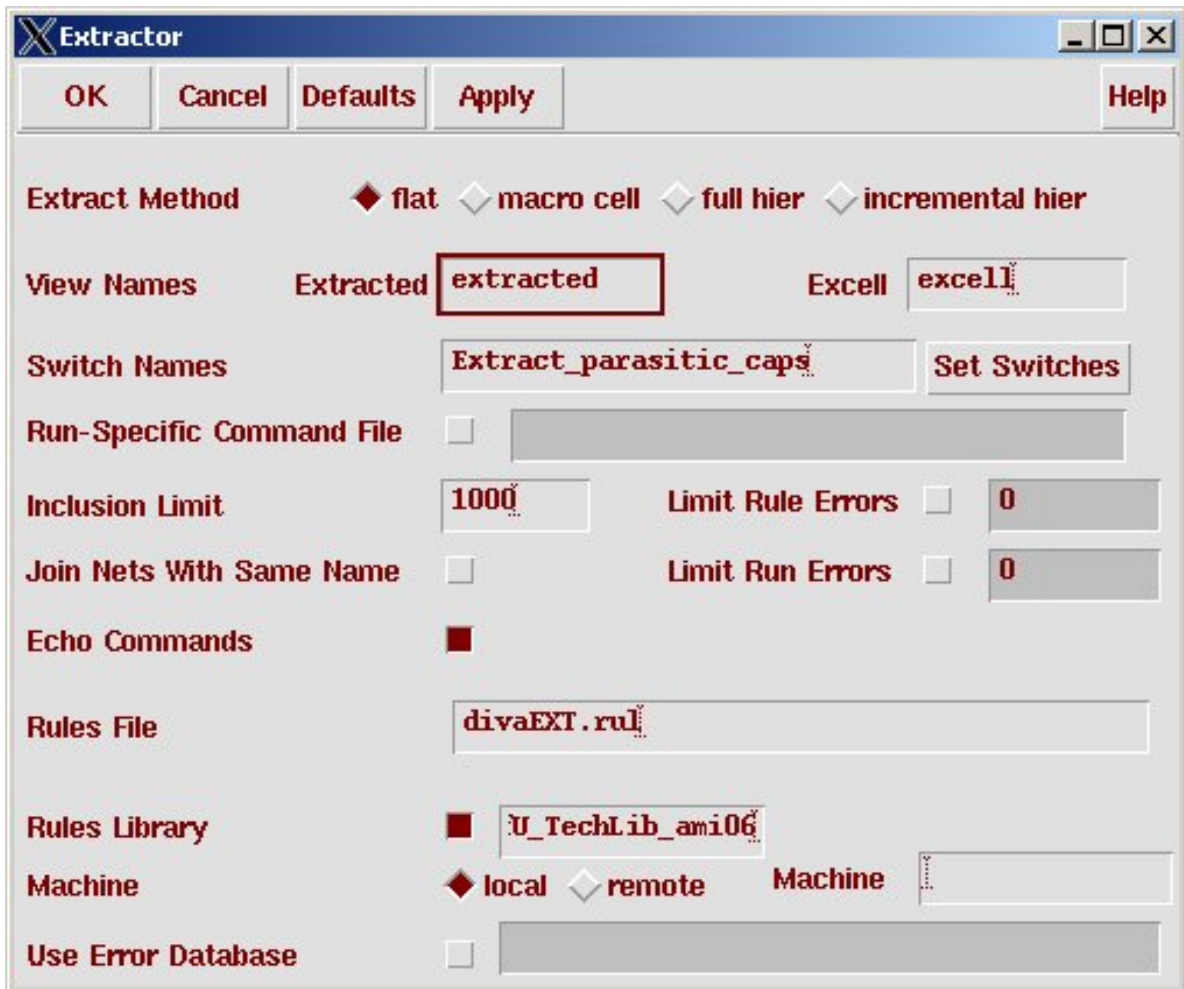 Extractor
OK Cancel Defaults Apply Help
Extract Method flat macro cell full hier incremental hier
View Names Extracted extracted Excell excell
Switch Names Extract_parasitic_caps Set Switches
Run-Specific Command File
Inclusion Limit 1000 Limit Rule Errors 0
Join Nets With Same Name Limit Run Errors 0
Echo Commands
Rules File divaEXT.rul
Rules Library U_TechLib_ami06
Machine local remote Machine
Use Error Database